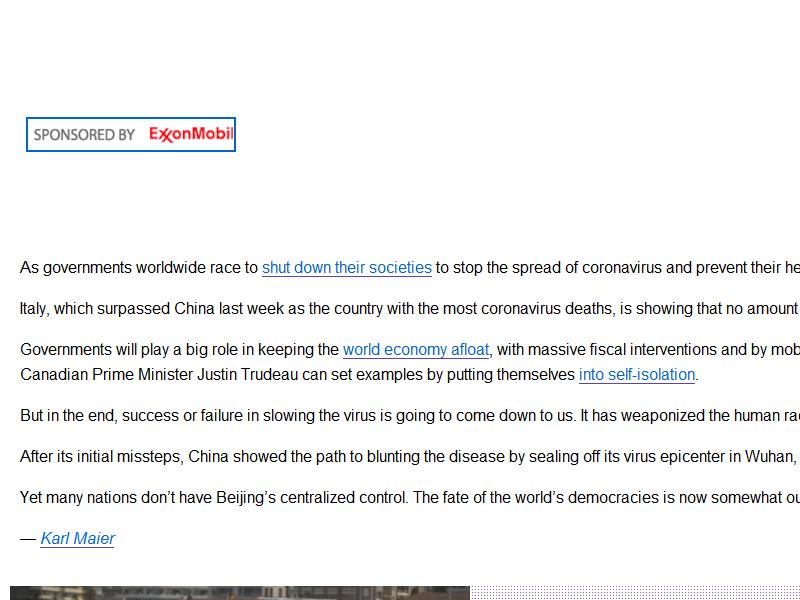 SPONSORED BY ExxonMobil
As governments worldwide race to shut down their societies to stop the spread of coronavirus and prevent their
Italy, which surpassed China last week as the country with the most coronavirus deaths, is showing that no amount
Governments will play a big role in keeping the world economy afloat, with massive fiscal interventions and by
Canadian Prime Minister Justin Trudeau can set examples by putting themselves into self-isolation.
But in the end, success or failure in slowing the virus is going to come down to us. It has weaponized the human
After its initial missteps, China showed the path to blunting the disease by sealing off its virus epicenter in Wuhan,
Yet many nations don’t have Beijing’s centralized control. The fate of the world’s democracies is now somewhat
— Karl Maier